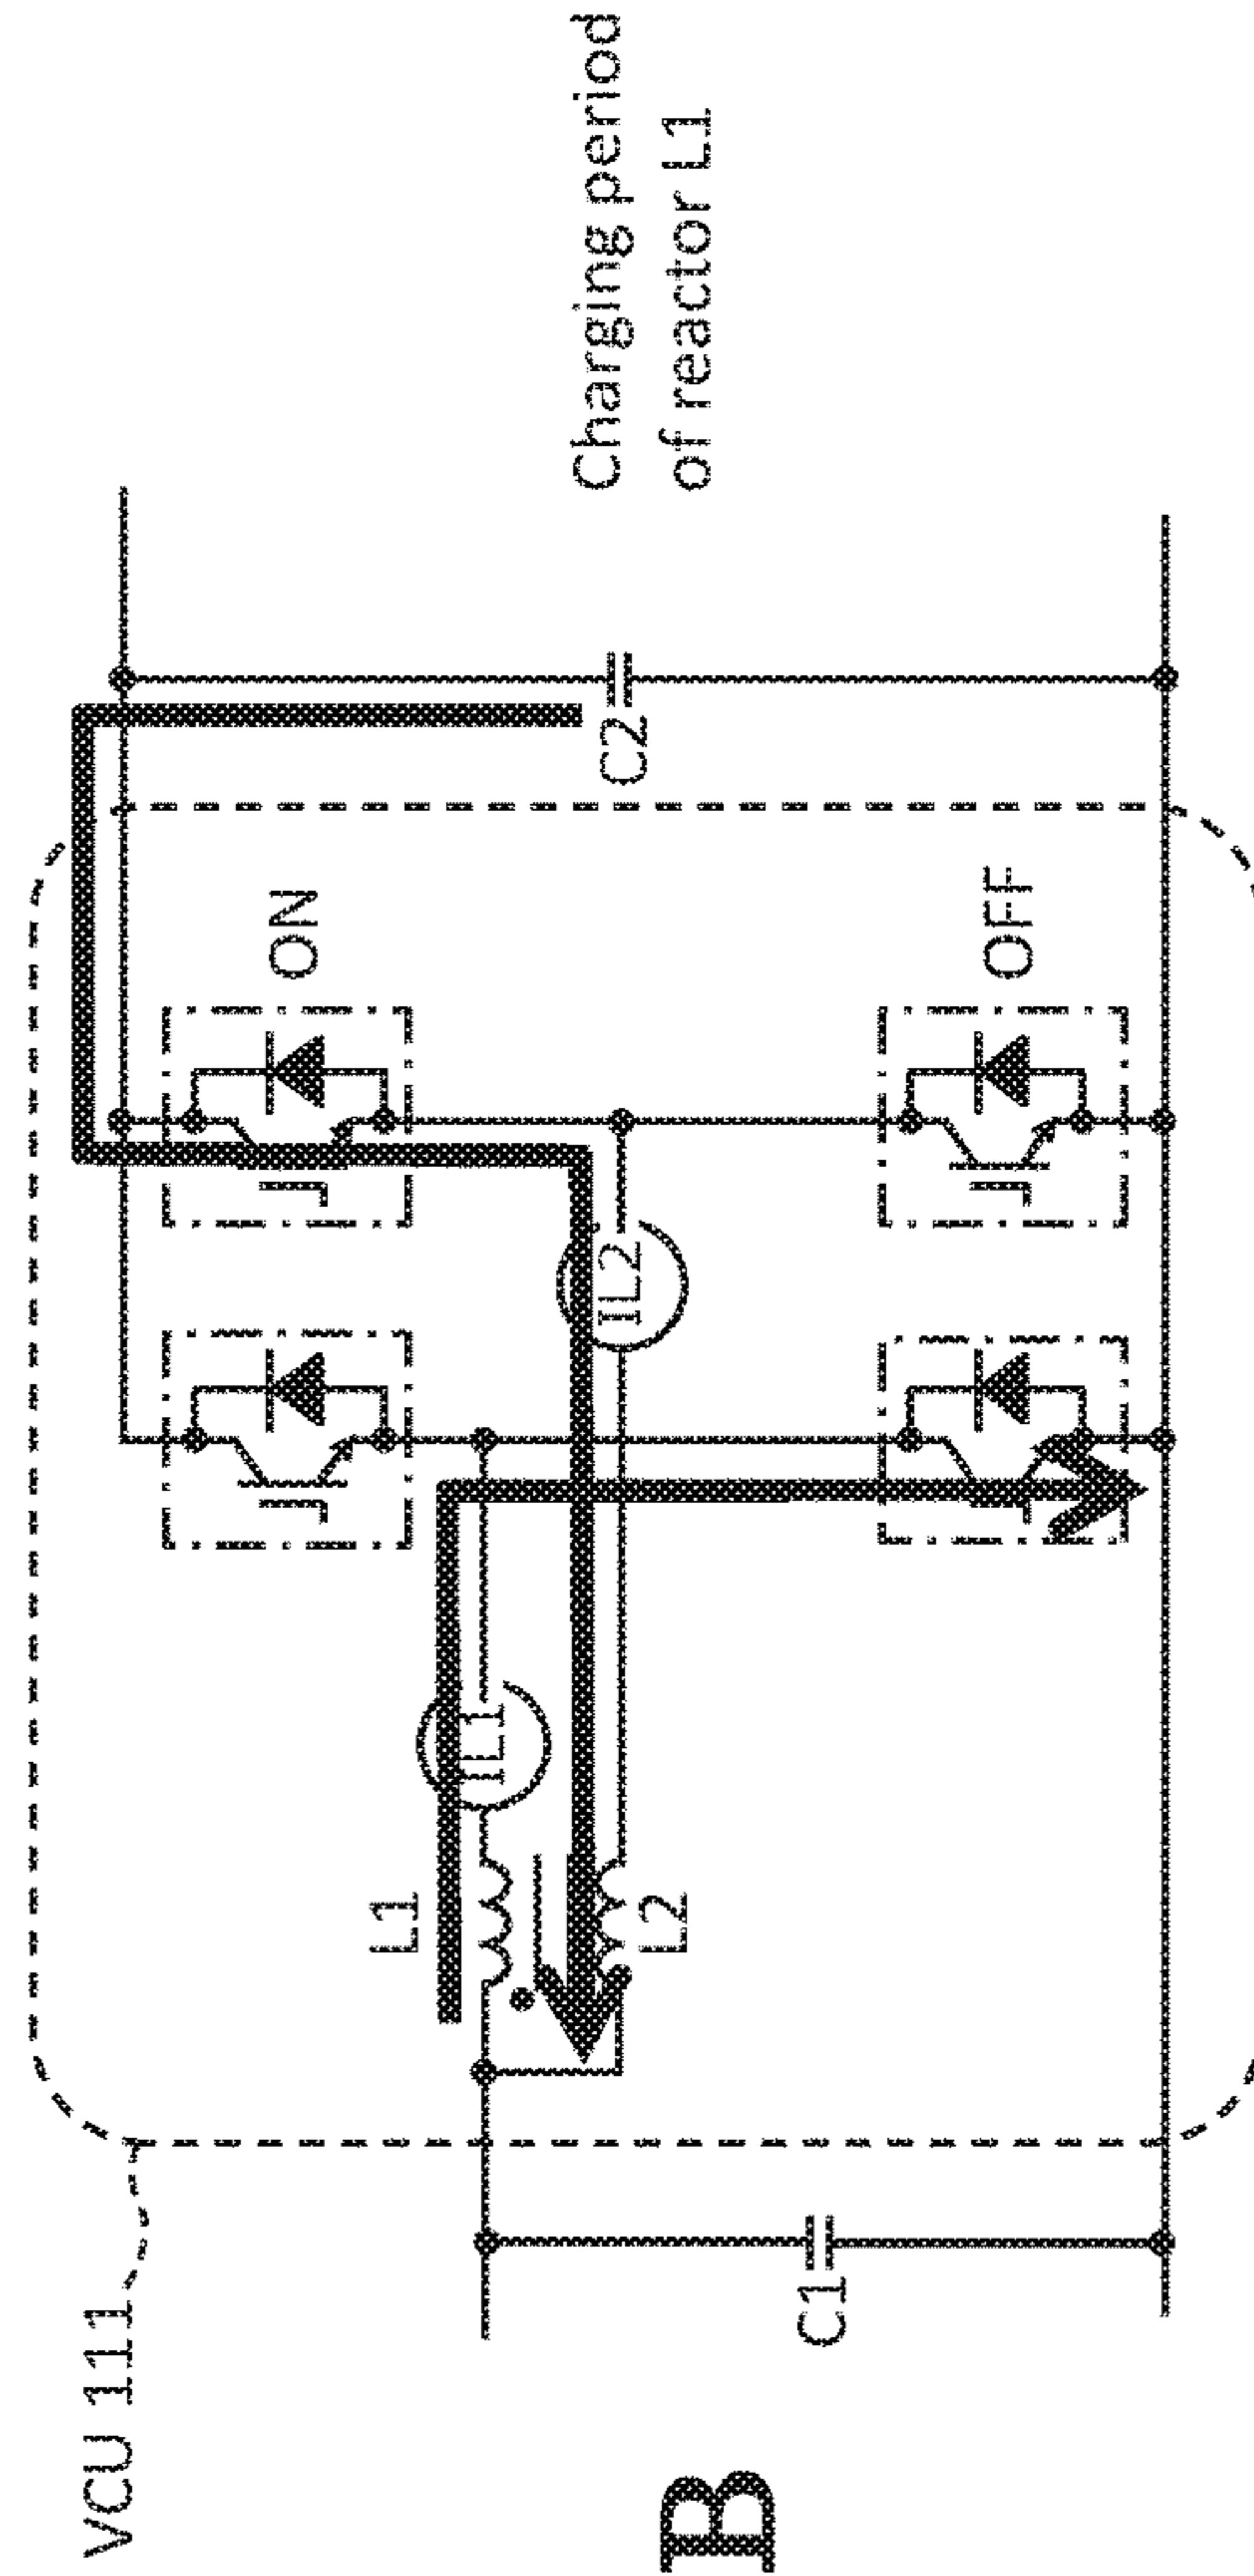 VCU 111
ON
L1
IL1
IL2
L2
C1
C2
OFF
Charging period
of reactor L1
B